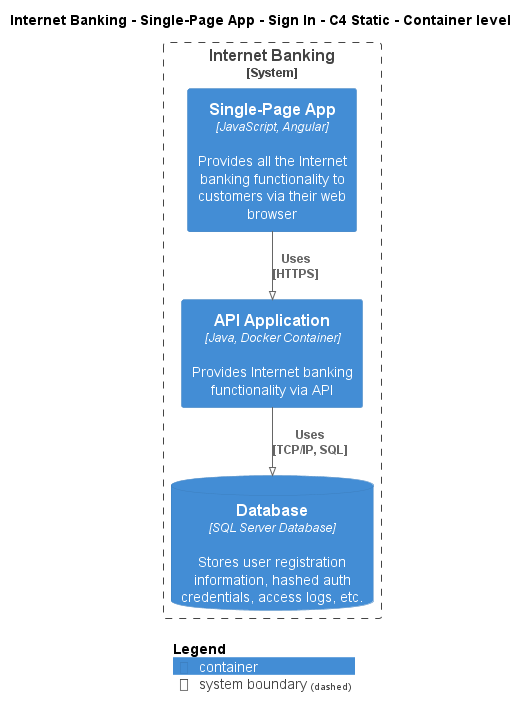 Internet Banking - Single-Page App - Sign In - C4 Static - Container level
Internet Banking
[System]
Single-Page App
[JavaScript, Angular]
Provides all the Internet
banking functionality to
customers via their web
browser
Uses
[HTTPS]
API Application
[Java, Docker Container]
Provides Internet banking
functionality via API
Uses
[TCP/IP, SQL]
Database
[SQL Server Database]
Stores user registration
information, hashed auth
credentials, access logs, etc.
Legend
container
system boundary (dashed)